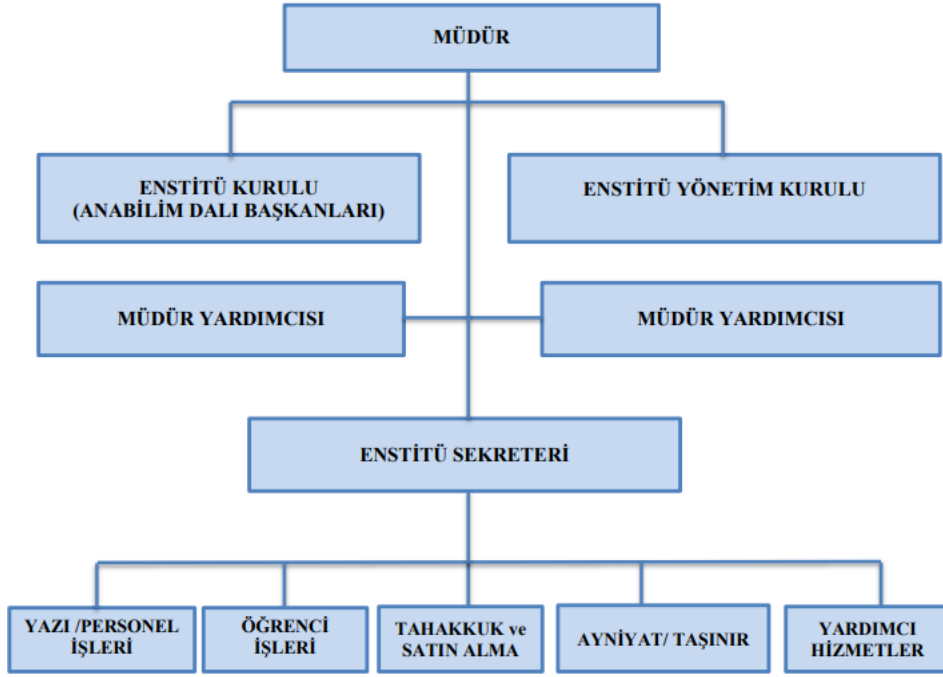 MÜDÜR
ENSTİTÜ KURULU
(ANABİLİM DALI BAŞKANLARI)
ENSTİTÜ YÖNETİM KURULU
MÜDÜR YARDIMCISI
MÜDÜR YARDIMCISI
ENSTİTÜ SEKRETERİ
YAZI /PERSONEL
İŞLERİ
ÖĞRENCİ
İŞLERİ
TAHAKKUK ve
SATIN ALMA
AYNİYAT/ TAŞINIR
YARDIMCI
HİZMETLER